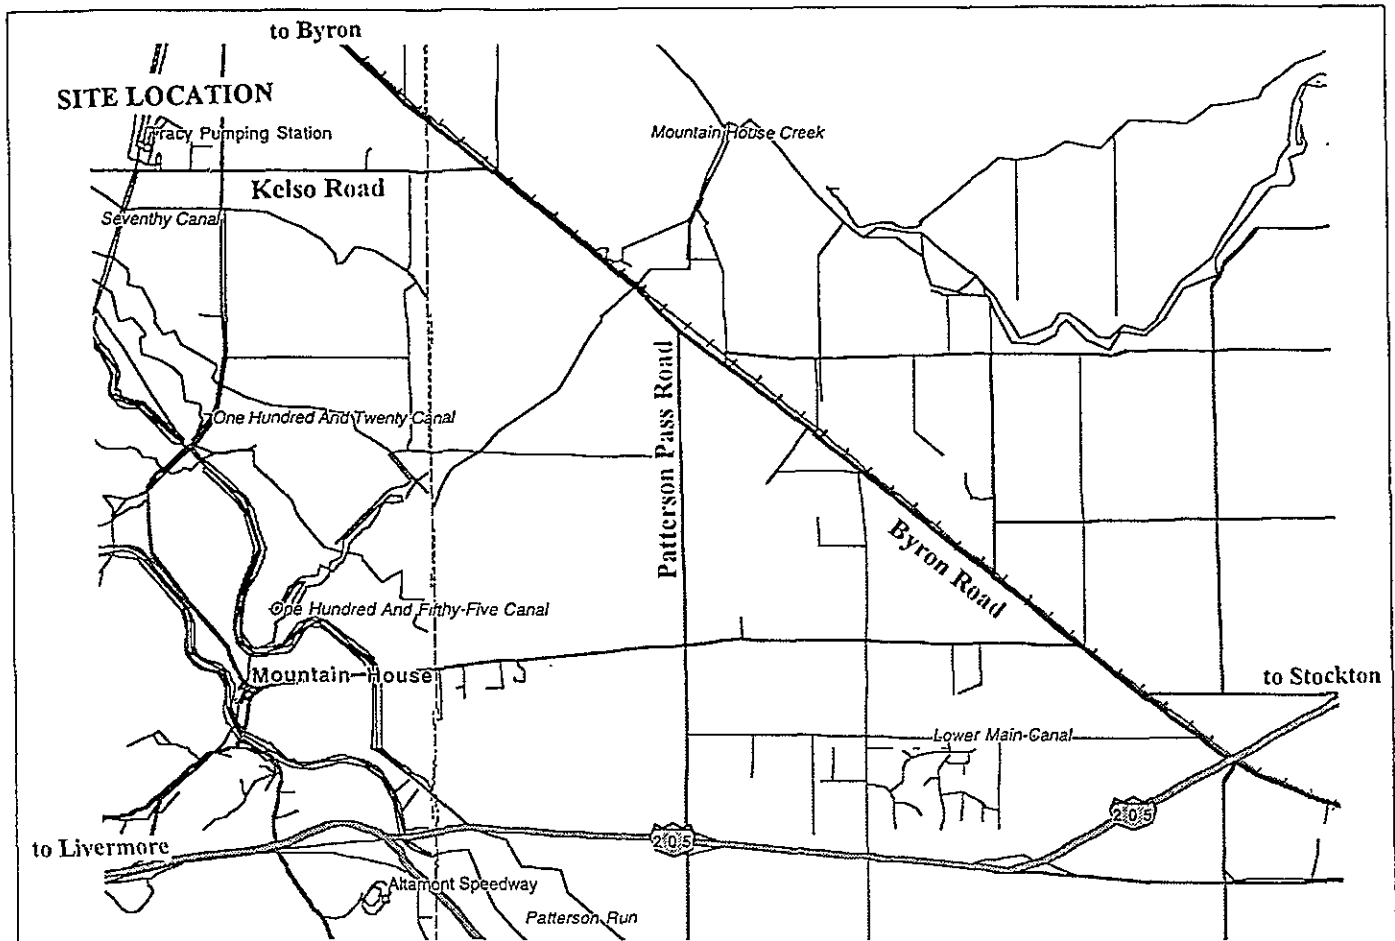 to Byron
SITE LOCATION
Tracy Pumping Station
Mountain House Creek
Kelso Road
Seventhy Canal
Patterson Pass Road
One Hundred And Twenty Canal
Byron Road
One Hundred And Fifthy-Five Canal
Mountain House
to Stockton
Lower Main Canal
205
205
to Livermore
Altamont Speedway
Patterson Run